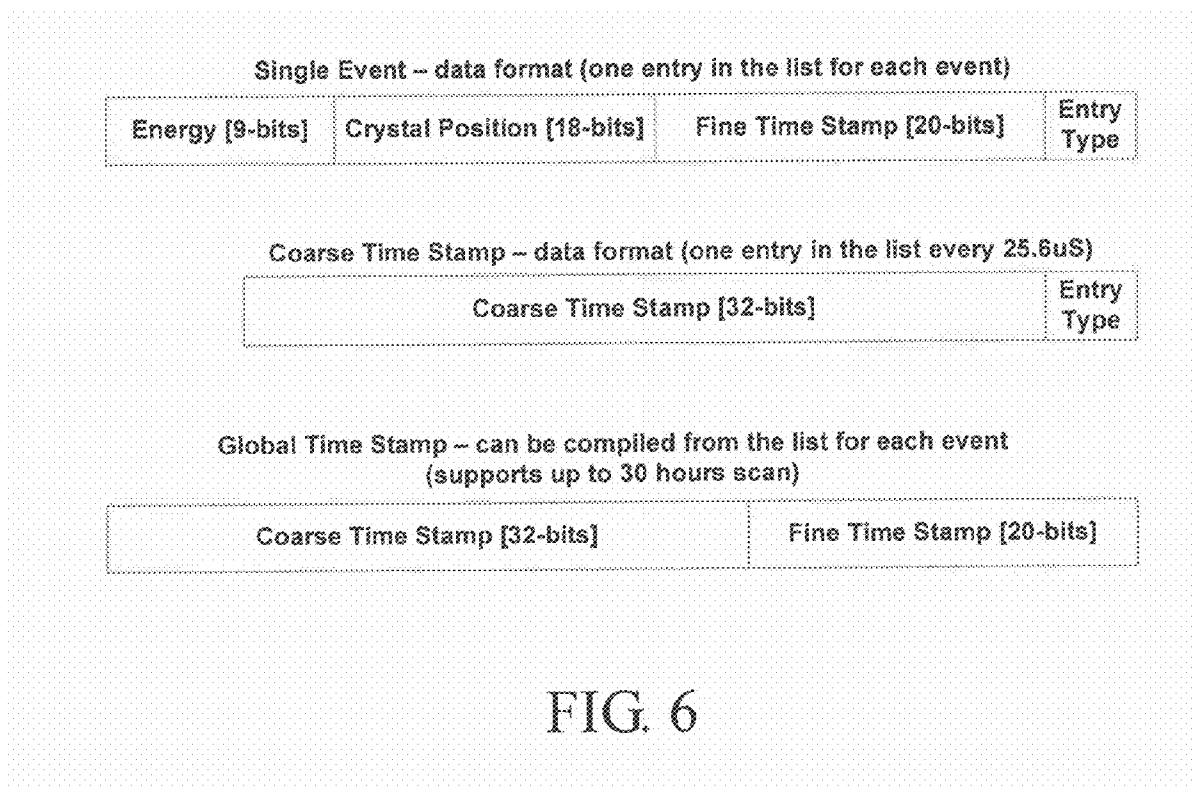 Single Event – data format (one entry in the list for each event)
Energy [9-bits] Crystal Position [18-bits] Fine Time Stamp [20-bits] Entry
Type
Coarse Time Stamp – data format (one entry in the list every 25.6uS)
Coarse Time Stamp [32-bits] Entry
Type
Global Time Stamp – can be compiled from the list for each event
(supports up to 30 hours scan)
Coarse Time Stamp [32-bits] Fine Time Stamp [20-bits]
FIG. 6